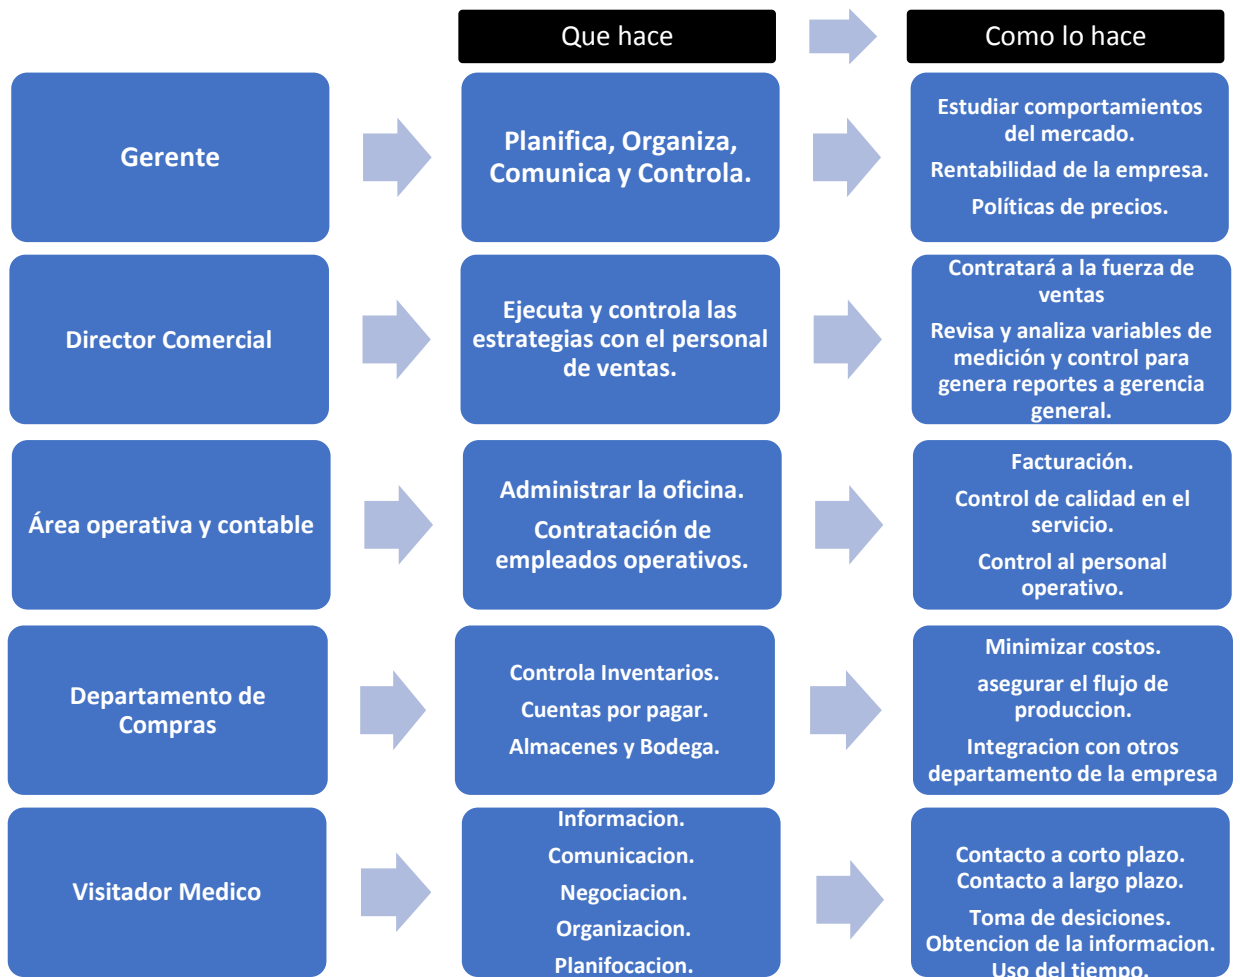 Que hace
Como lo hace
Gerente
Planifica, Organiza,
Comunica y Controla.
Estudiar comportamientos
del mercado.
Rentabilidad de la empresa.
Políticas de precios.
Director Comercial
Ejecuta y controla las
estrategias con el personal
de ventas.
Contratará a la fuerza de
ventas
Revisa y analiza variables de
medición y control para
genera reportes a gerencia
general.
Área operativa y contable
Administrar la oficina.
Contratación de
empleados operativos.
Facturación.
Control de calidad en el
servicio.
Control al personal
operativo.
Departamento de
Compras
Controla Inventarios.
Cuentas por pagar.
Almacenes y Bodega.
Minimizar costos.
asegurar el flujo de
produccion.
Integracion con otros
departamento de la empresa
Visitador Medico
Informacion.
Comunicacion.
Negociacion.
Organizacion.
Planifocacion.
Contacto a corto plazo.
Contacto a largo plazo.
Toma de desiciones.
Obtencion de la informacion.
Uso del tiempo.